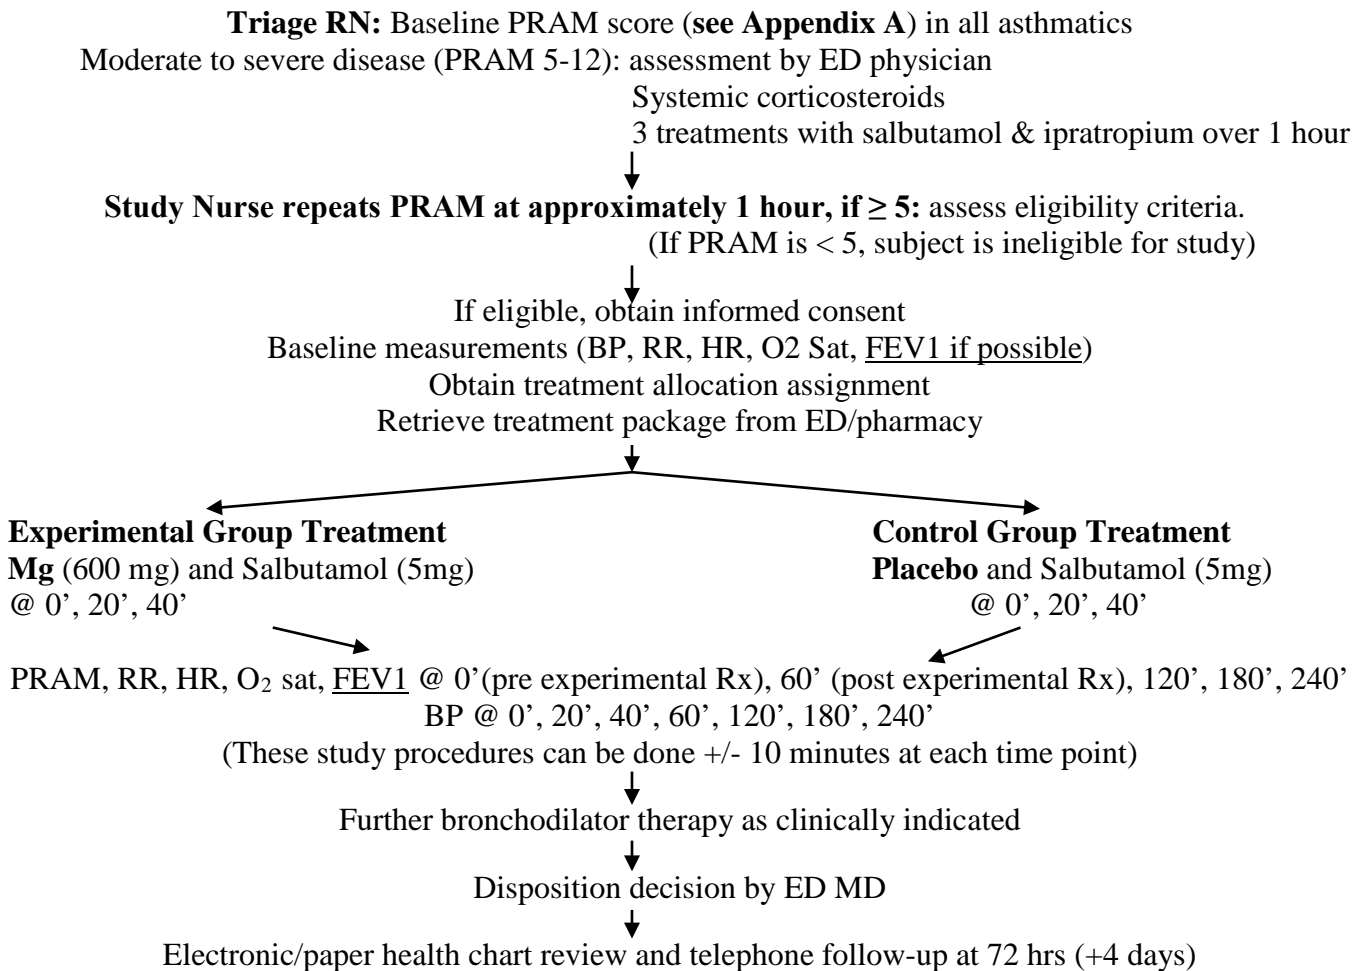 Triage RN: Baseline PRAM score (see Appendix A) in all asthmatics
Moderate to severe disease (PRAM 5-12): assessment by ED physician
Systemic corticosteroids
3 treatments with salbutamol & ipratropium over 1 hour
Study Nurse repeats PRAM at approximately 1 hour, if ≥ 5: assess eligibility criteria.
(If PRAM is < 5, subject is ineligible for study)
If eligible, obtain informed consent
Baseline measurements (BP, RR, HR, O2 Sat, FEV1 if possible)
Obtain treatment allocation assignment
Retrieve treatment package from ED/pharmacy
Experimental Group Treatment
Mg (600 mg) and Salbutamol (5mg)
@ 0’, 20’, 40’
Control Group Treatment
Placebo and Salbutamol (5mg)
@ 0’, 20’, 40’
PRAM, RR, HR, O₂ sat, FEV1 @ 0’(pre experimental Rx), 60’ (post experimental Rx), 120’, 180’, 240’
BP @ 0’, 20’, 40’, 60’, 120’, 180’, 240’
(These study procedures can be done +/- 10 minutes at each time point)
Further bronchodilator therapy as clinically indicated
Disposition decision by ED MD
Electronic/paper health chart review and telephone follow-up at 72 hrs (+4 days)